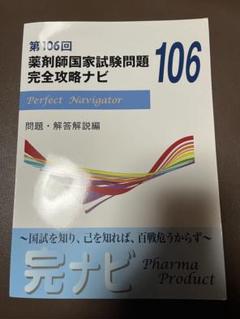 第106回
薬剤師国家試験問題
完全攻略ナビ
106
Perfect Navigator
問題・解答解説編
～国試を知り、己を知れば、百戦危うからず～
完ナビ
Pharma
Product